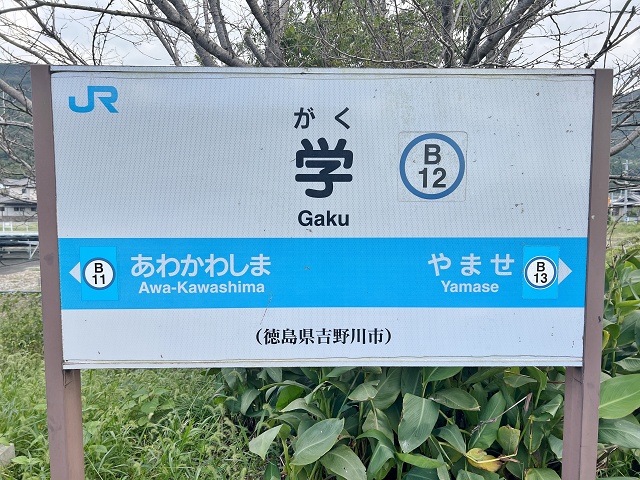 JR
がく
学
B
12
Gaku
B
11
あわかわしま
Awa-Kawashima
やませ
Yamase
B
13
(徳島県吉野川市)